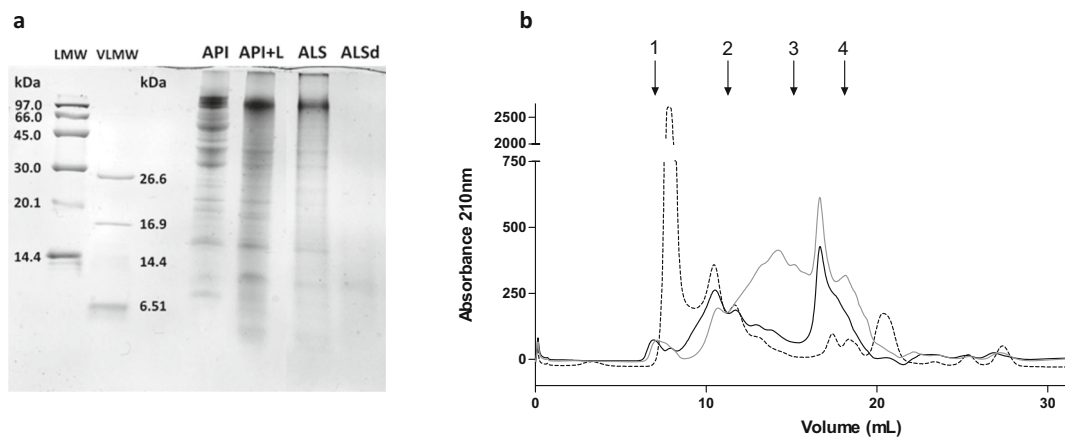 a
LMW VLMW API API+L ALS ALSd
kDa kDa
97.0
66.0
45.0
30.0
26.6
20.1
16.9
14.4
14.4
6.51
b
1 2 3 4
2500
2000
750
500
250
0
Absorbance 210nm
0 10 20 30
Volume (mL)